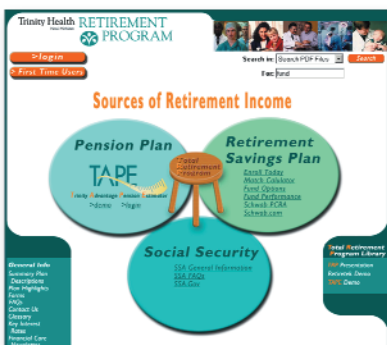 Trinity Health RETIREMENT
PROGRAM
>login
> First Time Users
Search in: Search PDF Files
Search
For: fund
Sources of Retirement Income
Pension Plan
TAPE
Trinity Advantage Pension Estimator
>demo >login
Total
Retirement
Program
Retirement
Savings Plan
Enroll Today
Match Calulator
Fund Options
Fund Performance
Schwab PCRA
Schwab.com
Social Security
SSA General Information
SSA FAQs
SSA Gov
General Info
Summary Plan
Descriptions
Plan Highlights
Forms
FAQs
Contact Us
Glossary
Key Interest
Rates
Financial Care
Newsletter
Total Retirement
Program Library
Presentation
Retiretek Demo
TAPE Demo